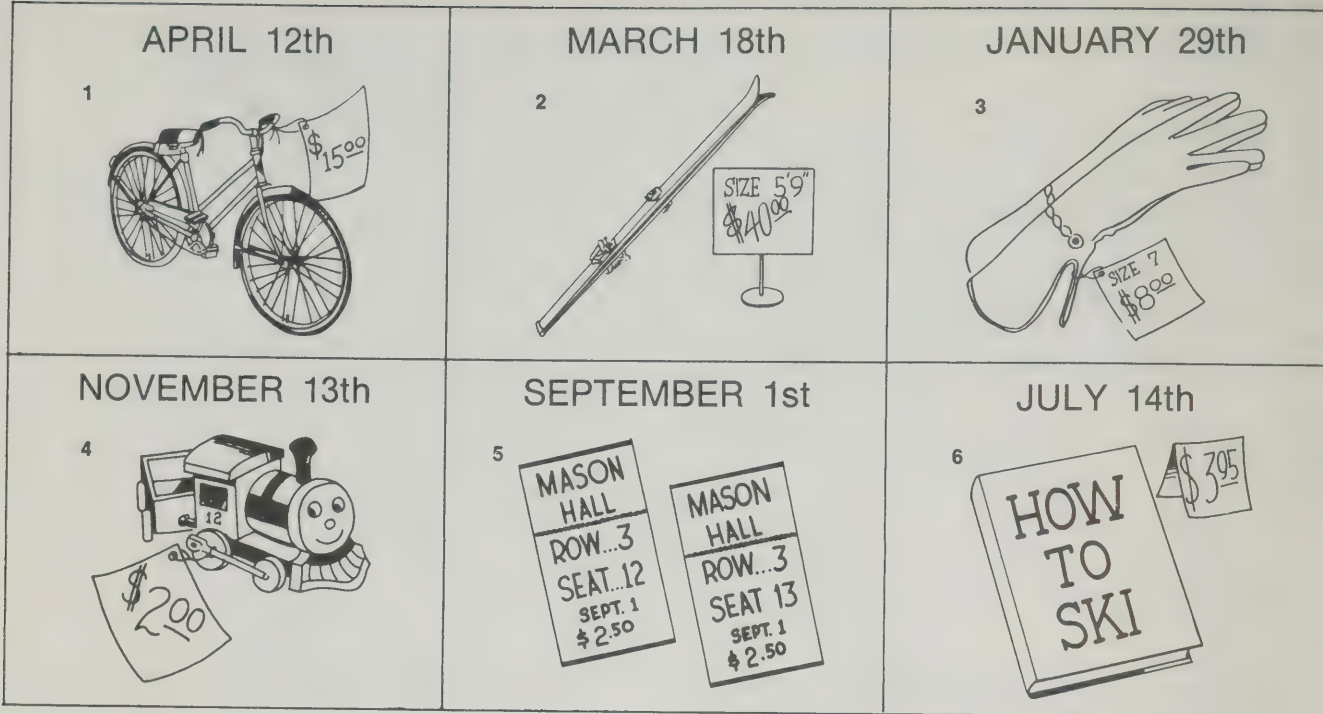 APRIL 12th
1
$15.00
MARCH 18th
2
SIZE 5'9"
$40.00
JANUARY 29th
3
SIZE 7
$8.00
NOVEMBER 13th
4
12
$2.00
SEPTEMBER 1st
5
MASON
HALL
ROW...3
SEAT...12
SEPT. 1
$2.50
MASON
HALL
ROW...3
SEAT 13
SEPT. 1
$2.50
JULY 14th
6
HOW
TO
SKI
$3.95